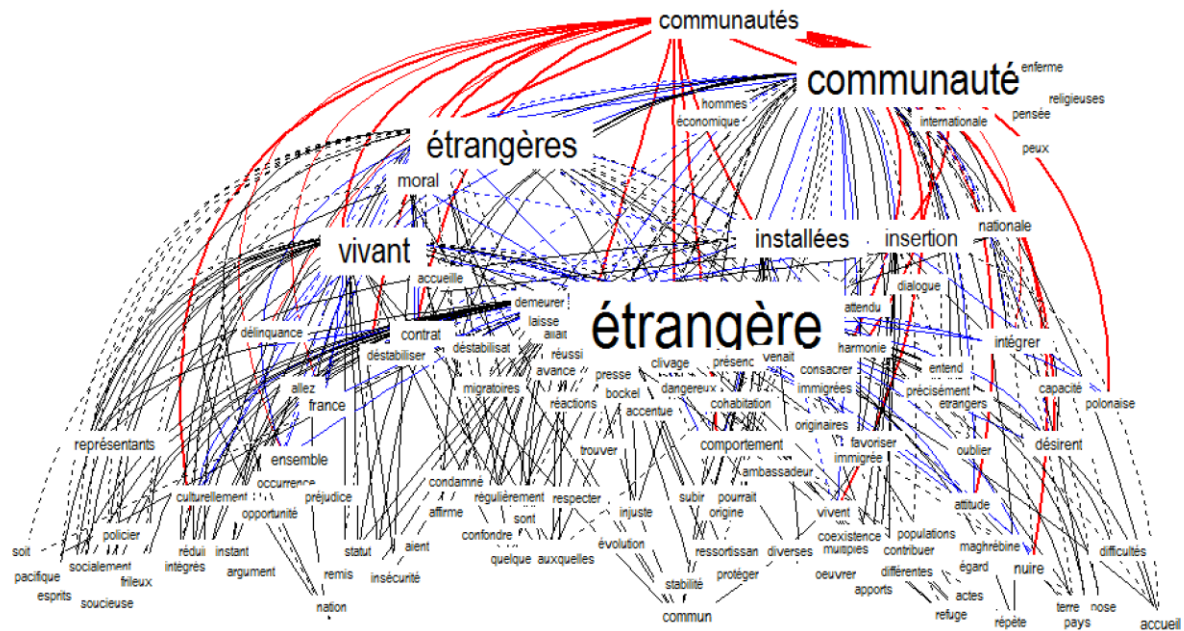 communautés
communauté
enferme
religieuses
hommes
pensée
économique
internationale
étrangères
peux
moral
nationale
vivant
installées
insertion
accueille
dialogue
demeurer
attendu
laisse
étrangère
délinquance
contrat
allait
intégrer
harmonie
déstabiliser
déstabilisat
réussi
clivage
présenc
venait
avance
presse
consacrer
entend
allez
migratoires
bockel
dangereux
immigrées
précisément
capacité
france
réactions
accentue
cohabitation
étrangers
polonaise
originaires
représentants
comportement
favoriser
désirent
trouver
oublier
ensemble
immigrée
ambassadeur
occurrence
condamné
culturellement
préjudice
régulièrement
respecter
subir
pourrait
attitude
opportunité
affirme
sont
injuste
origine
vivent
policier
confondre
coexistence
populations
soit
rédui
instant
statut
aient
évolution
multiples
contribuer
maghrébine
difficultés
quelque
auxquelles
ressortissan
diverses
pacifique
socialement
intégrés
argument
remis
insécurité
protéger
oeuvrer
différentes
égard
nuire
frileux
stabilité
apports
esprits
soucieuse
actes
nation
commun
refuge
terre
nose
répète
pays
accueil